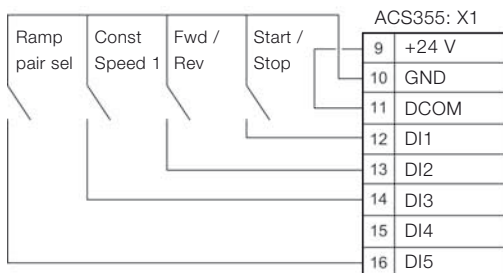 ACS355: X1
Ramp
pair sel
Const
Speed 1
Fwd /
Rev
Start /
Stop
9 +24 V
10 GND
11 DCOM
12 DI1
13 DI2
14 DI3
15 DI4
16 DI5